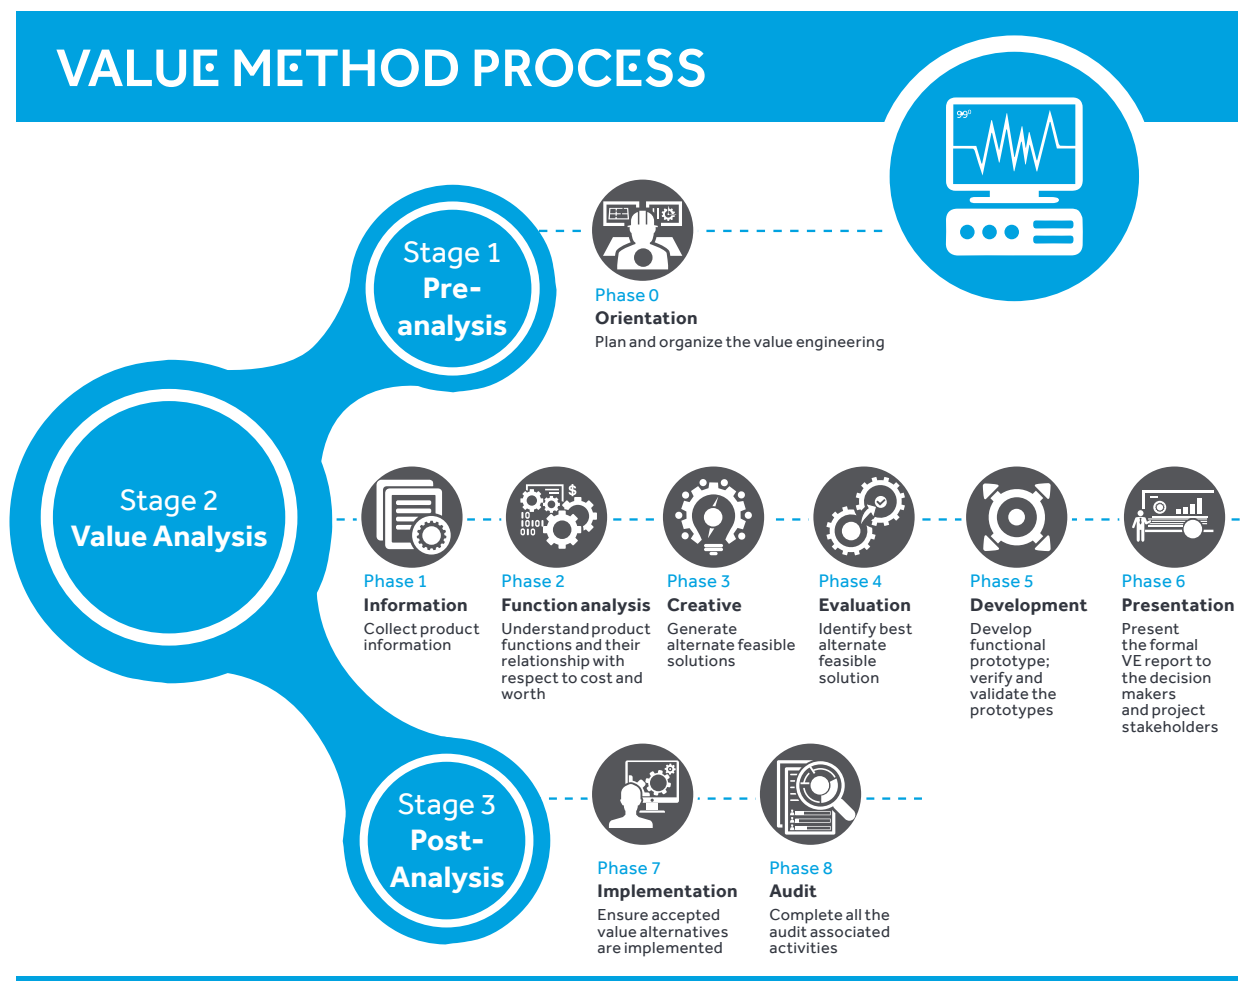 VALUE METHOD PROCESS
99⁰
Stage 1
Pre-
analysis
Phase 0
Orientation
Plan and organize the value engineering
Stage 2
Value Analysis
Phase 1
Information
Collect product
information
Phase 2
Function analysis
Understand product
functions and their
relationship with
respect to cost and
worth
$
10
10101
010
Phase 3
Creative
Generate
alternate feasible
solutions
Phase 4
Evaluation
Identify best
alternate
feasible
solution
Phase 5
Development
Develop
functional
prototype;
verify and
validate the
prototypes
Phase 6
Presentation
Present
the formal
VE report to
the decision
makers
and project
stakeholders
Stage 3
Post-
Analysis
Phase 7
Implementation
Ensure accepted
value alternatives
are implemented
Phase 8
Audit
Complete all the
audit associated
activities